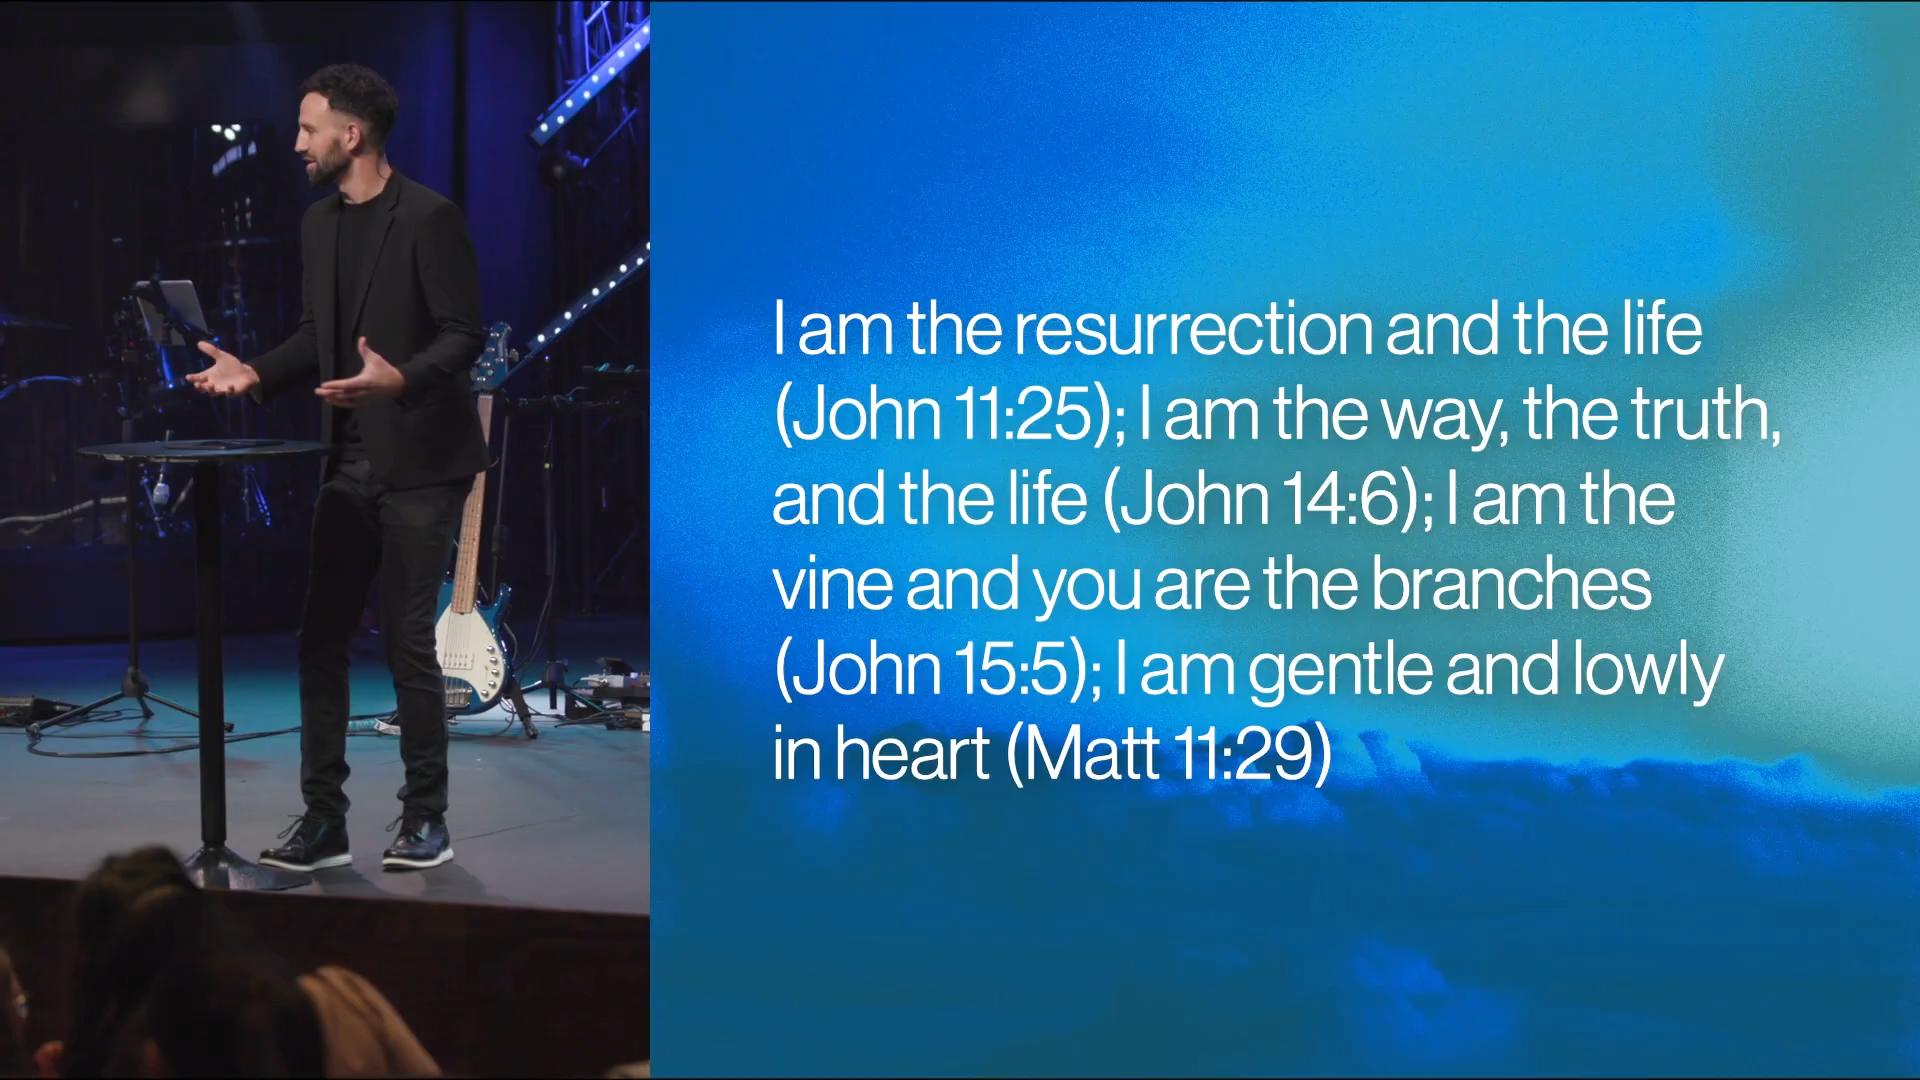 I am the resurrection and the life
(John 11:25); I am the way, the truth,
and the life (John 14:6); I am the
vine and you are the branches
(John 15:5); I am gentle and lowly
in heart (Matt 11:29)